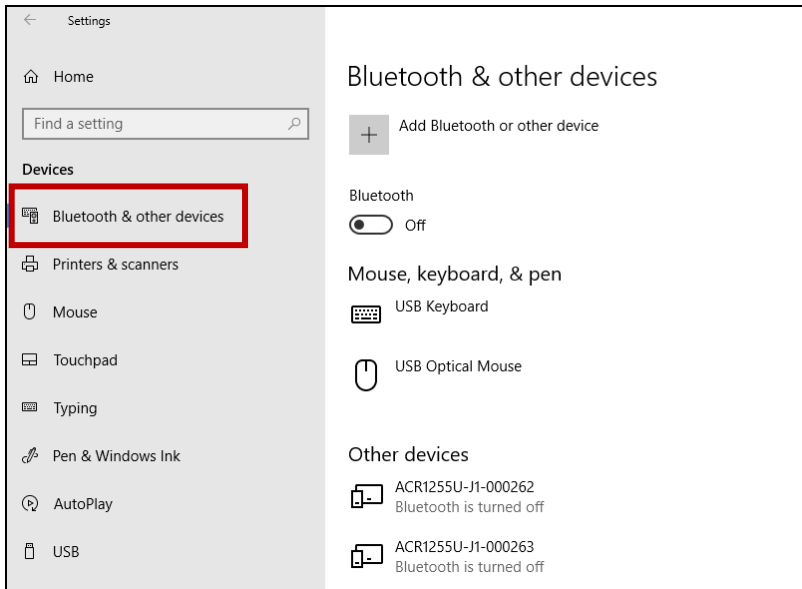 Settings
Home
Find a setting
Devices
Bluetooth & other devices
Printers & scanners
Mouse
Touchpad
Typing
Pen & Windows Ink
AutoPlay
USB
Bluetooth & other devices
Add Bluetooth or other device
Bluetooth
Off
Mouse, keyboard, & pen
USB Keyboard
USB Optical Mouse
Other devices
ACR1255U-J1-000262
Bluetooth is turned off
ACR1255U-J1-000263
Bluetooth is turned off